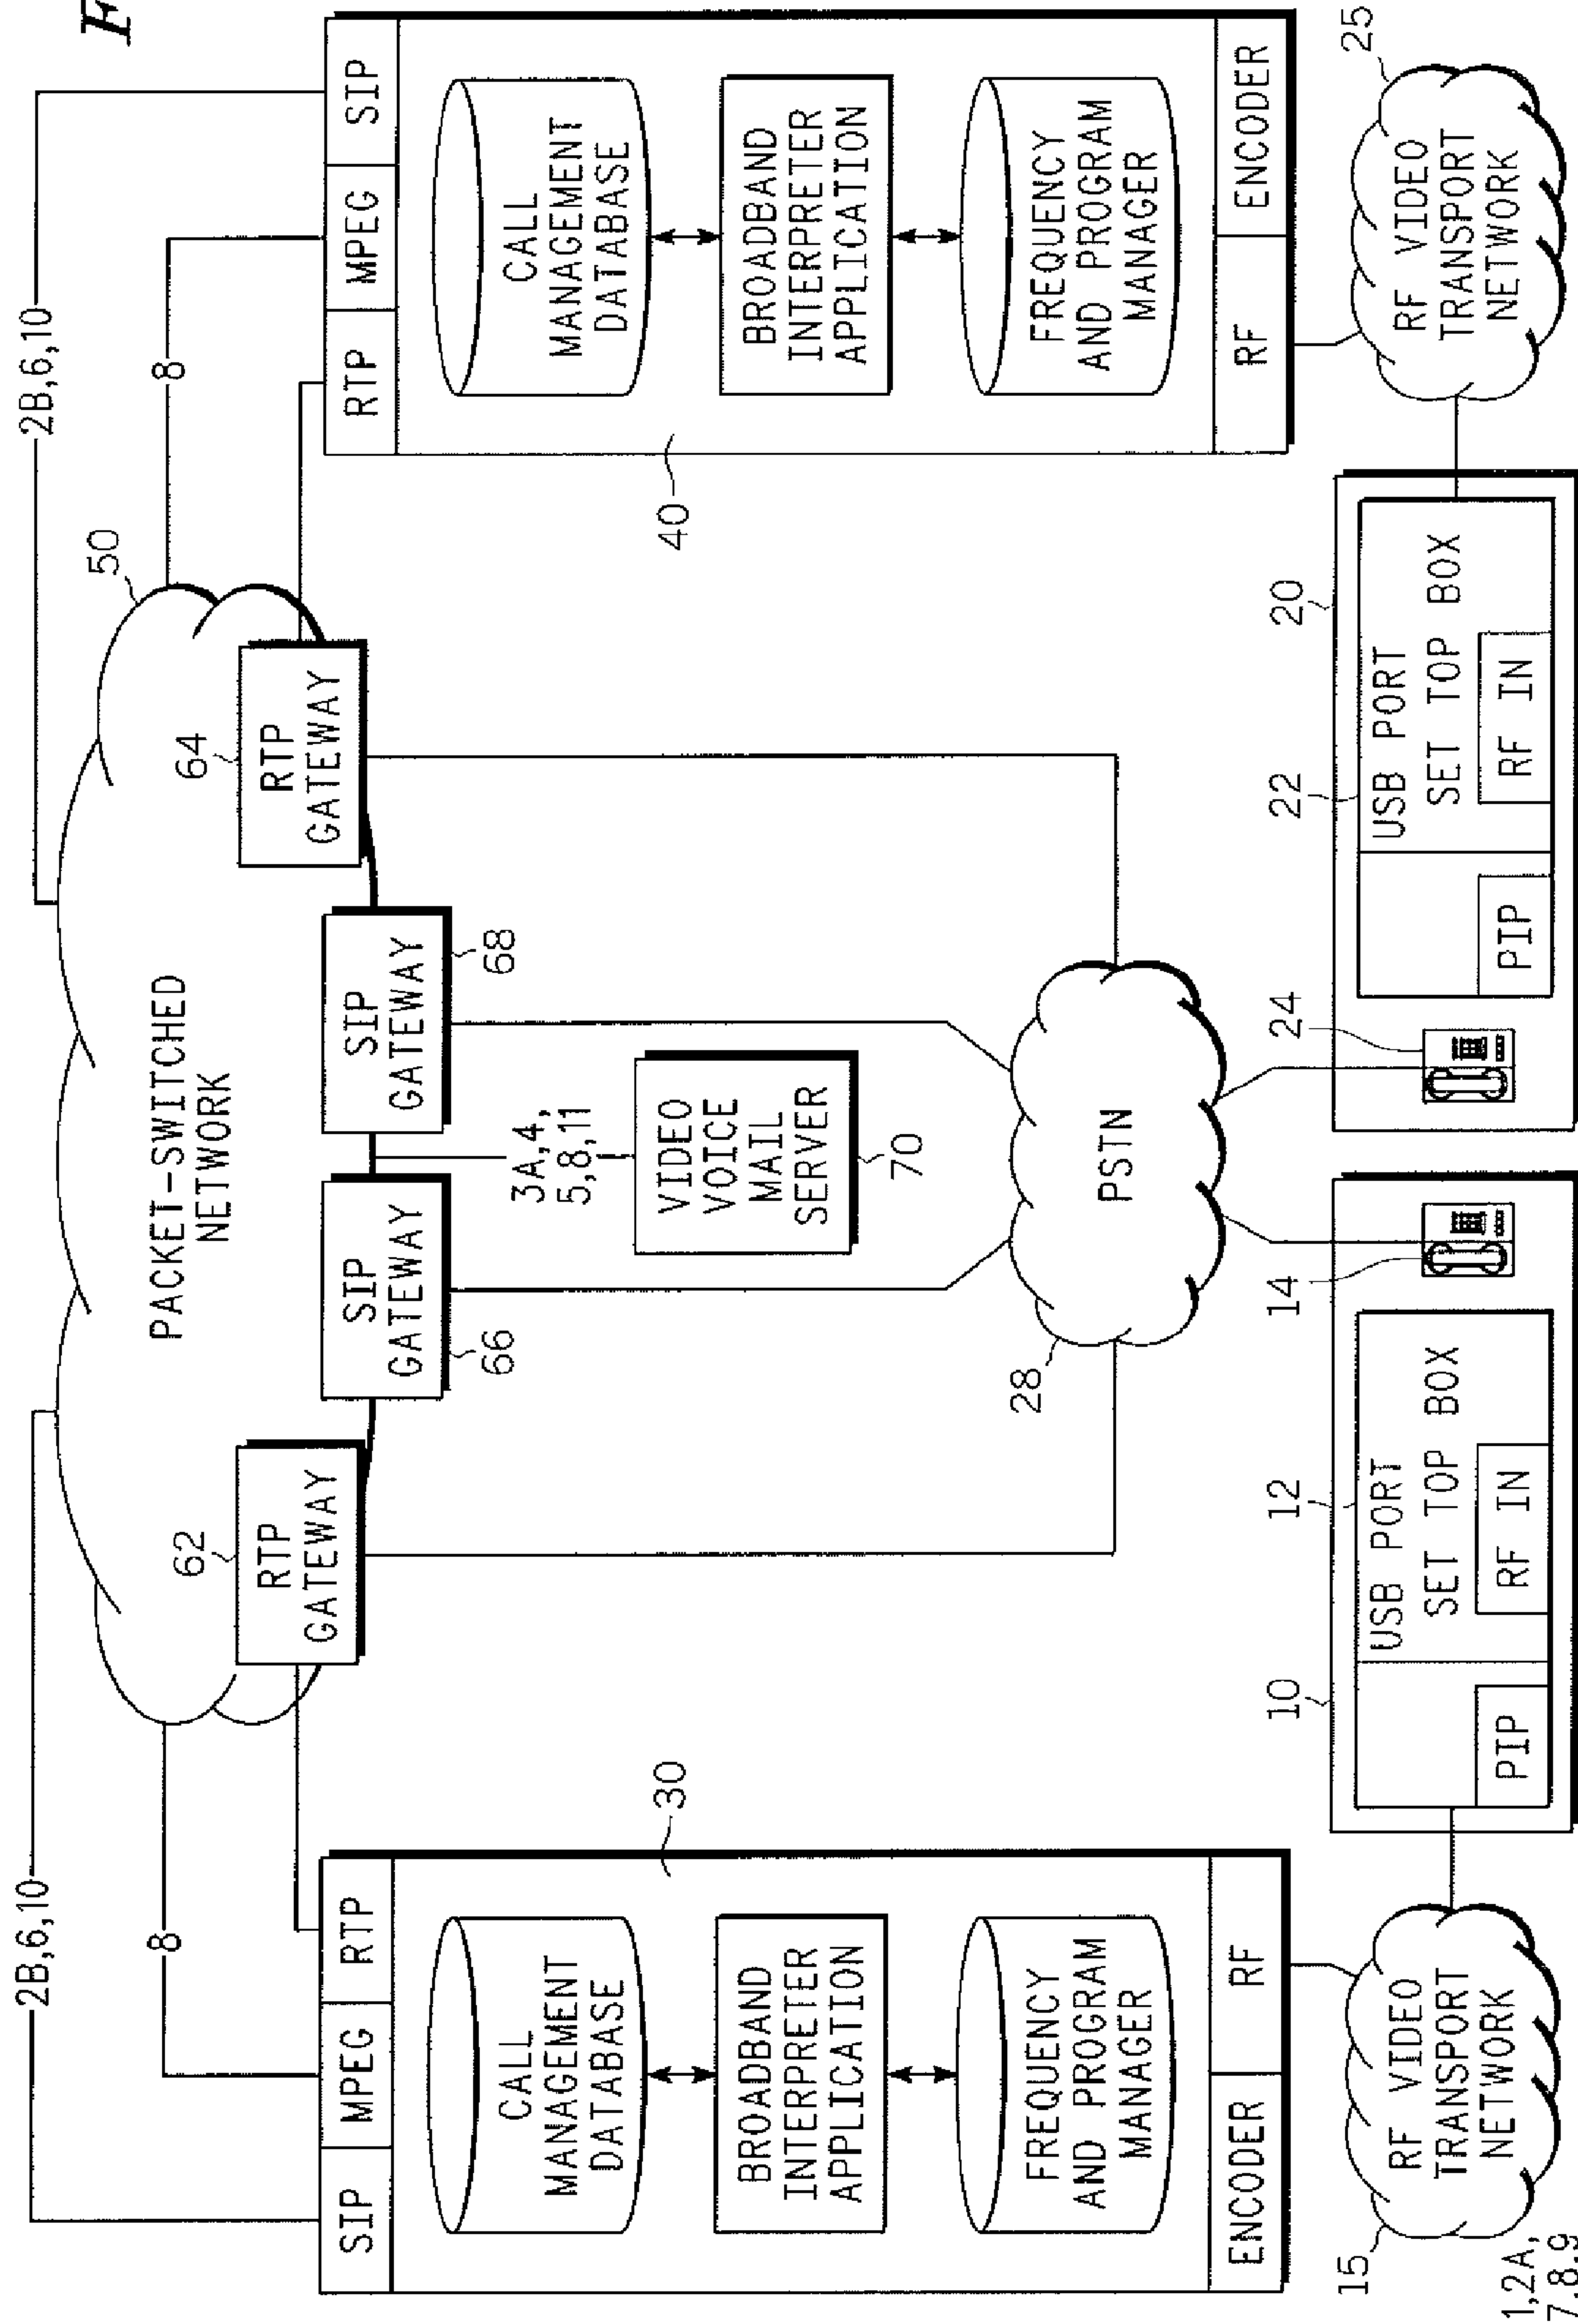 F
2B,6,10
8
SIP
MPEG
RTP
CALL
MANAGEMENT
DATABASE
BROADBAND
INTERPRETER
APPLICATION
FREQUENCY
AND PROGRAM
MANAGER
ENCODER
RF
30
15
RF VIDEO
TRANSPORT
NETWORK
1,2A,
7,8,9
PACKET-SWITCHED
NETWORK
50
62
RTP
GATEWAY
SIP
GATEWAY
66
SIP
GATEWAY
68
64
RTP
GATEWAY
3A,4,
5,8,11
VIDEO
VOICE
MAIL
SERVER
70
28
PSTN
10
12
USB PORT
SET TOP BOX
PIP
RF IN
14
24
20
22
USB PORT
SET TOP BOX
PIP
RF IN
2B,6,10
8
RTP
MPEG
SIP
CALL
MANAGEMENT
DATABASE
BROADBAND
INTERPRETER
APPLICATION
FREQUENCY
AND PROGRAM
MANAGER
RF
ENCODER
40
25
RF VIDEO
TRANSPORT
NETWORK